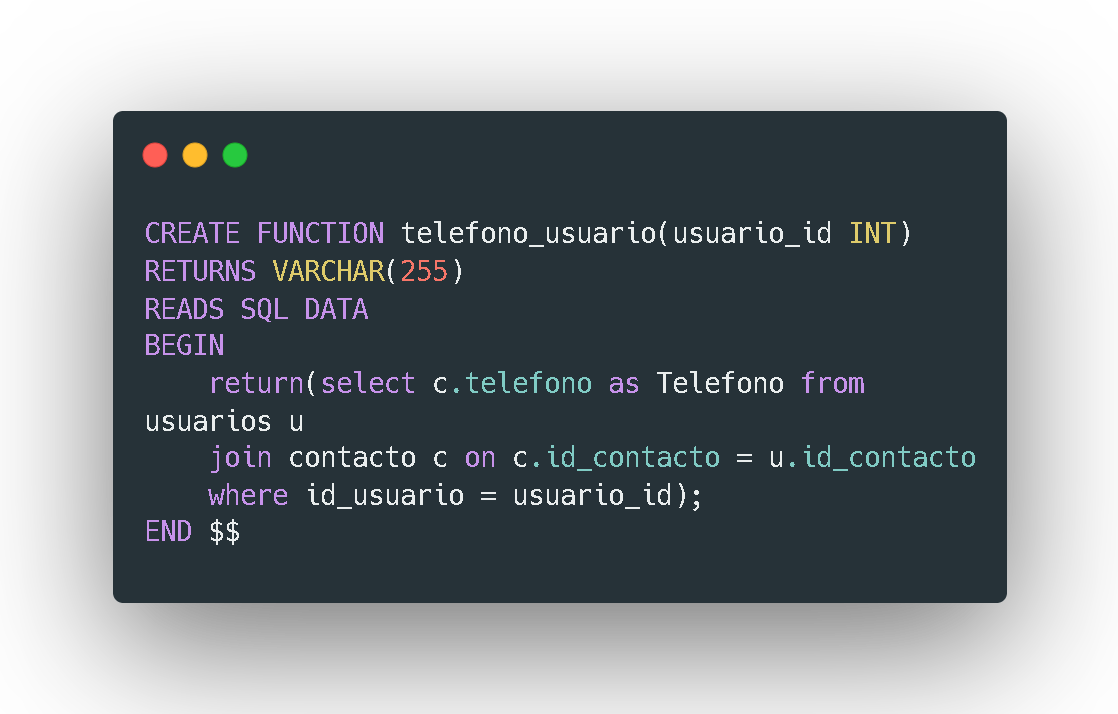 CREATE FUNCTION telefono_usuario(usuario_id INT)
RETURNS VARCHAR(255)
READS SQL DATA
BEGIN
    return(select c.telefono as Telefono from
usuarios u
    join contacto c on c.id_contacto = u.id_contacto
    where id_usuario = usuario_id);
END $$